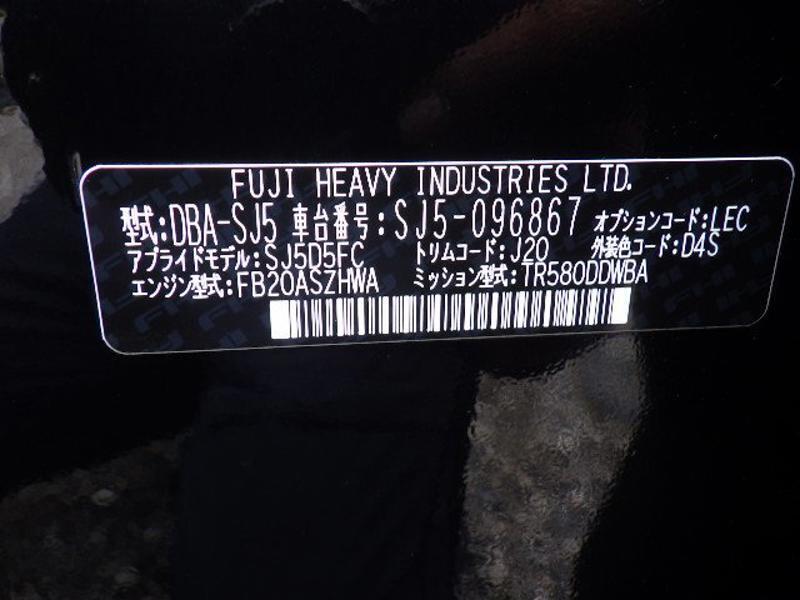 FUJI HEAVY INDUSTRIES LTD.
型式:DBA-SJ5 車台番号:SJ5-096867 オプションコード:LEC
アプライドモデル:SJ5D5FC トリムコード:J20 外装色コード:D4S
エンジン型式:FB20ASZHWA ミッション型式:TR580DDWBA